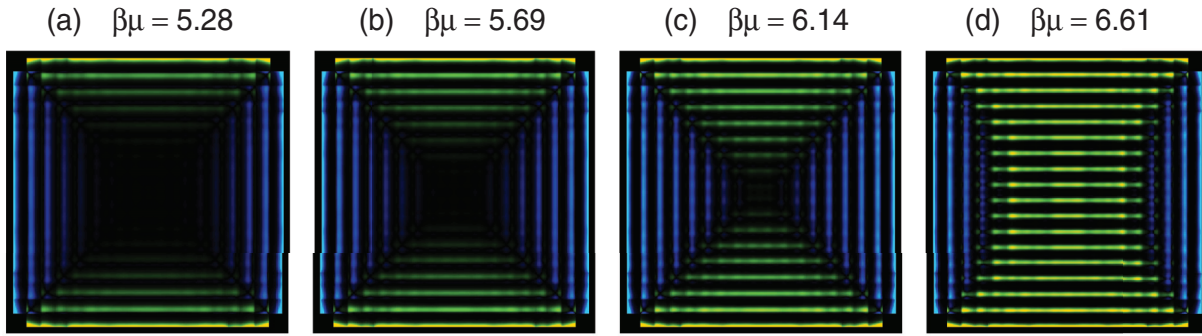 (a) βμ = 5.28
(b) βμ = 5.69
(c) βμ = 6.14
(d) βμ = 6.61